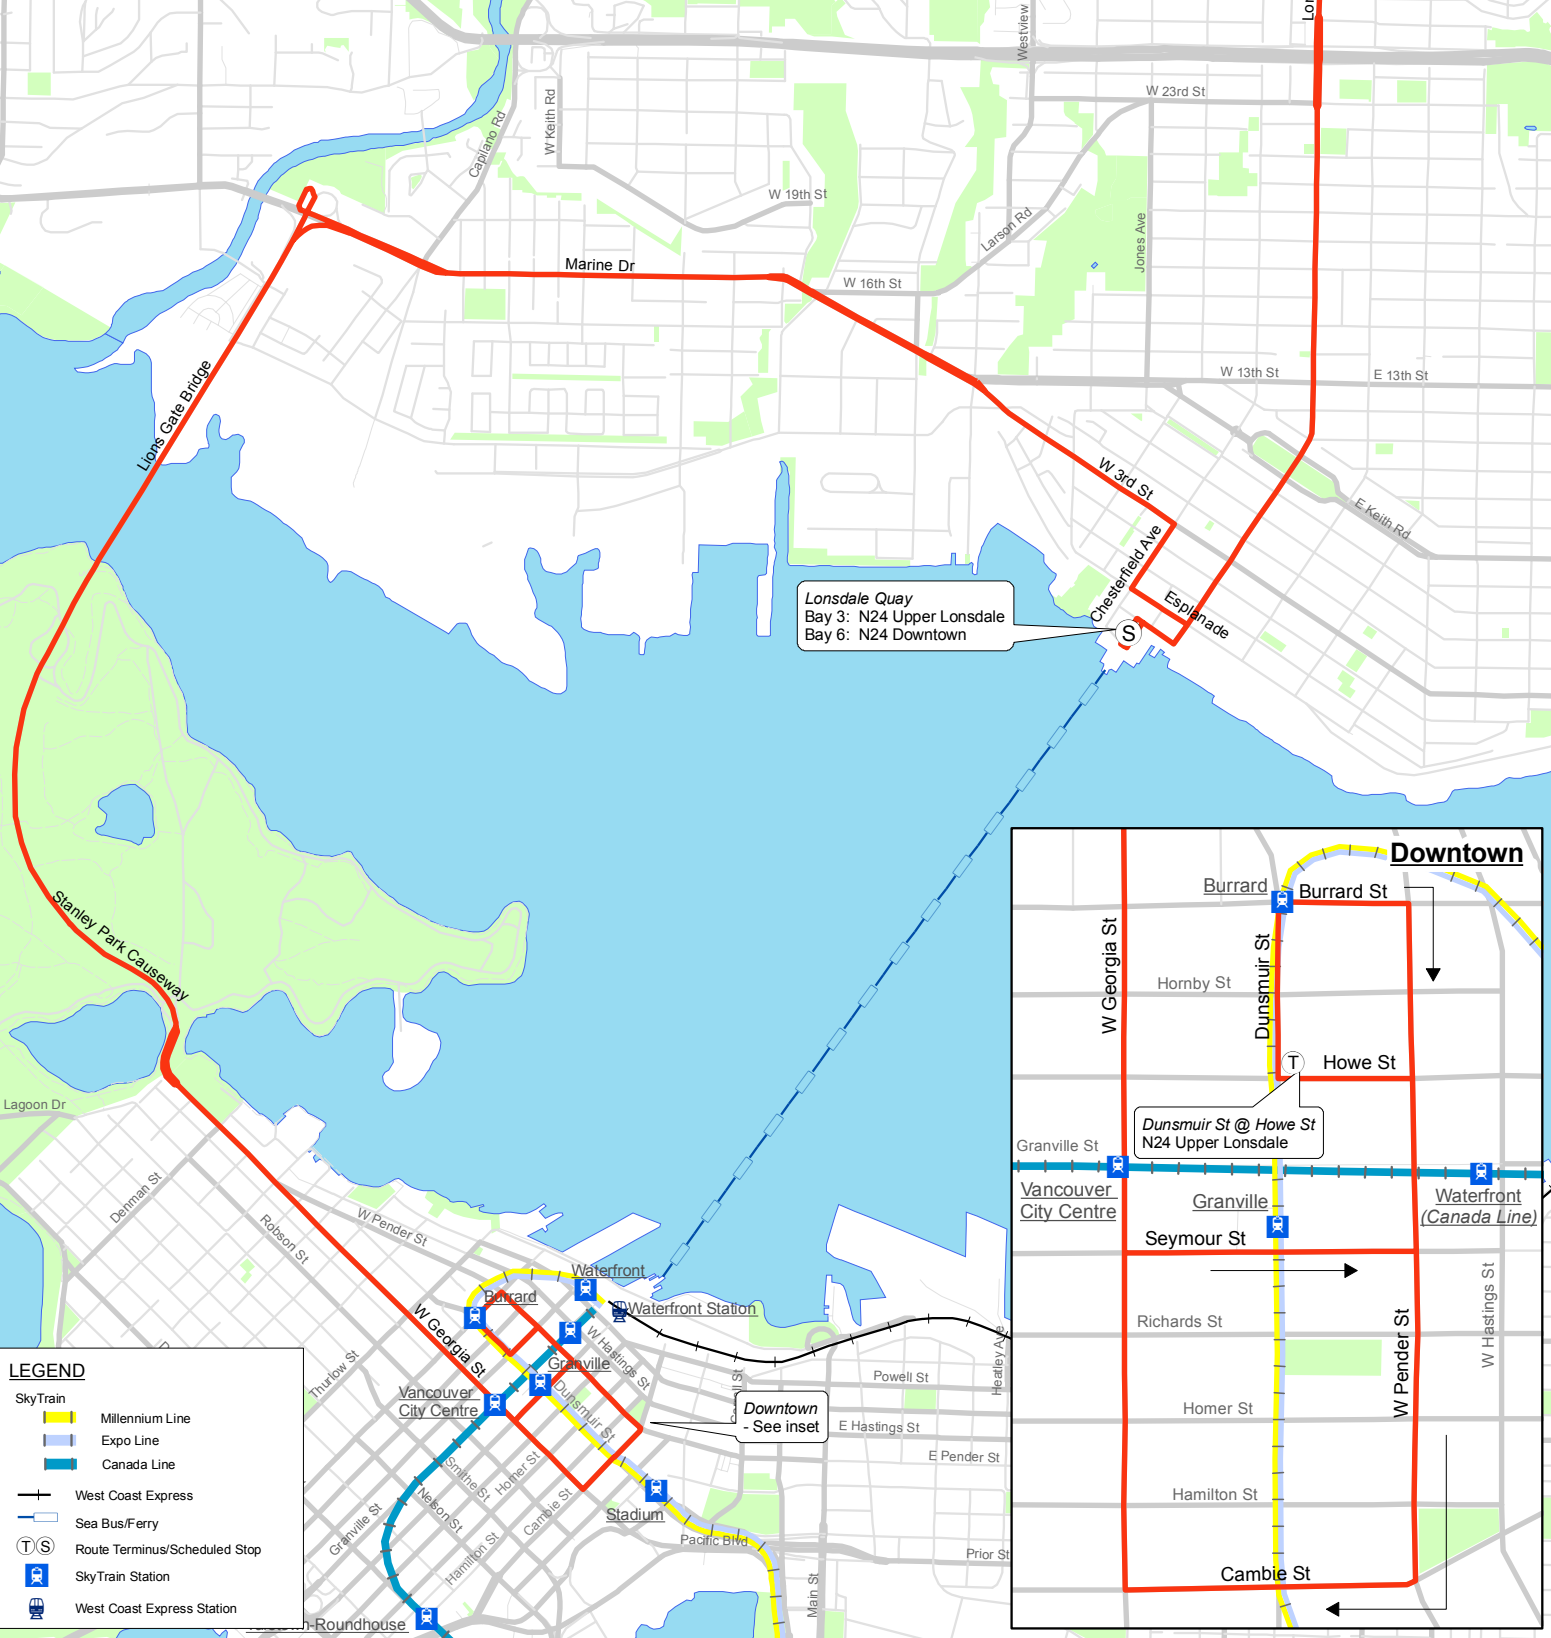 Lor
Westview
W 23rd St
W Keith Rd
Capilano Rd
W 19th St
Larson Rd
Jones Ave
Marine Dr
W 16th St
W 13th St
E 13th St
Lions Gate Bridge
W 3rd St
E Keith Rd
Chesterfield Ave
Esplanade
Lonsdale Quay
Bay 3: N24 Upper Lonsdale
Bay 6: N24 Downtown
S
Stanley Park Causeway
Lagoon Dr
Denman St
Robson St
W Pender St
Waterfront
Burrard
Waterfront Station
W Georgia St
W Hastings St
Granville
Thurlow St
Dunsmuir St
Vancouver
City Centre
Heatley Ave
Powell St
Downtown
- See inset
E Hastings St
E Pender St
Smithe St
Homer St
Nelson St
Cambie St
Granville St
Hamilton St
Stadium
Pacific Blvd
Prior St
Main St
-Roundhouse
LEGEND
SkyTrain
Millennium Line
Expo Line
Canada Line
West Coast Express
Sea Bus/Ferry
T S
Route Terminus/Scheduled Stop
SkyTrain Station
West Coast Express Station
Downtown
Burrard
Burrard St
W Georgia St
Dunsmuir St
Hornby St
T
Howe St
Dunsmuir St @ Howe St
N24 Upper Lonsdale
Granville St
Vancouver
City Centre
Granville
Waterfront
(Canada Line)
Seymour St
Richards St
W Pender St
W Hastings St
Homer St
Hamilton St
Cambie St